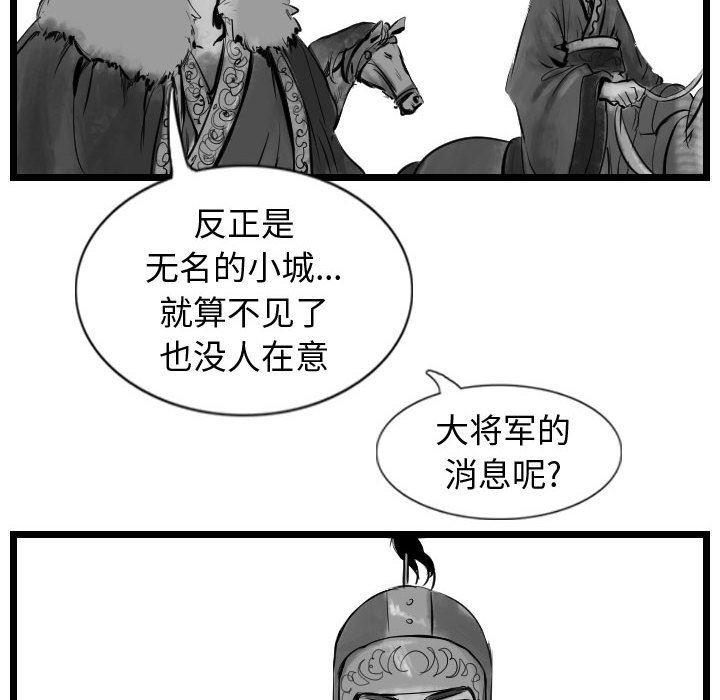 反正是
无名的小城...
就算不见了
也没人在意
大将军的
消息呢?